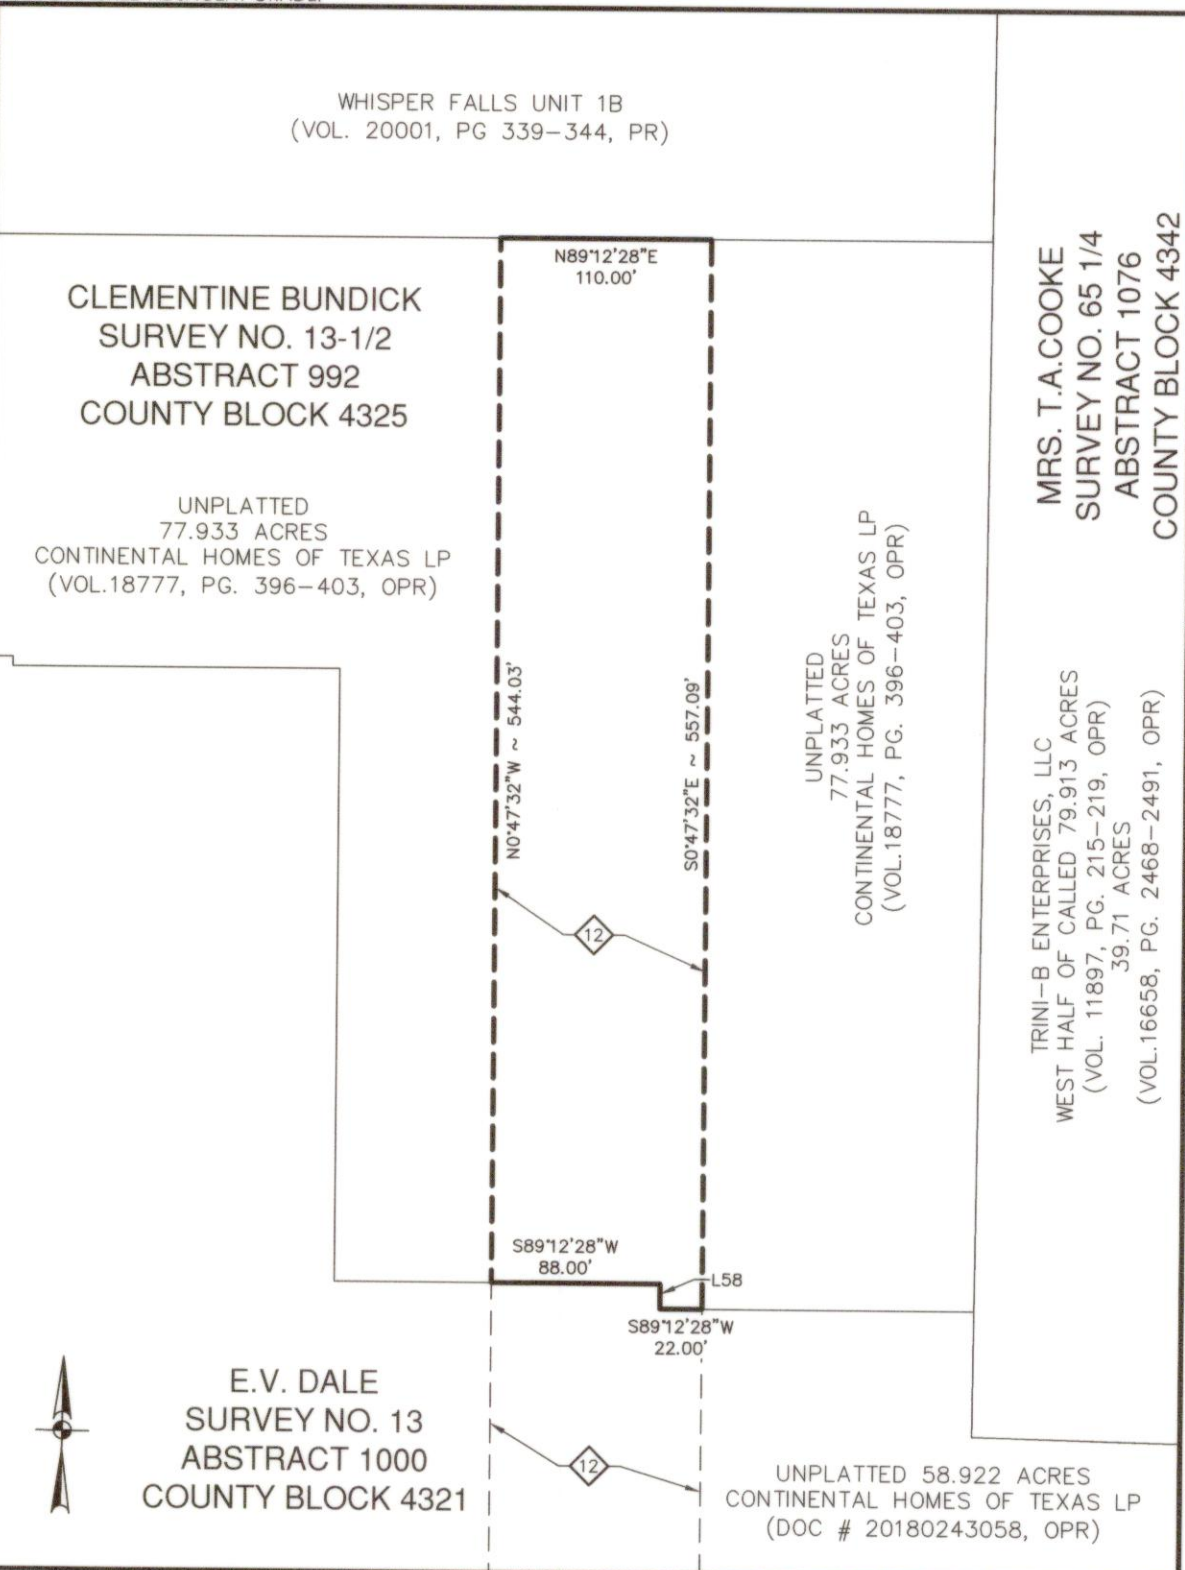 WHISPER FALLS UNIT 1B
(VOL. 20001, PG 339-344, PR)
N89°12'28"E
110.00'
CLEMENTINE BUNDICK
SURVEY NO. 13-1/2
ABSTRACT 992
COUNTY BLOCK 4325
UNPLATTED
77.933 ACRES
CONTINENTAL HOMES OF TEXAS LP
(VOL.18777, PG. 396-403, OPR)
MRS. T.A.COOKE
SURVEY NO. 65 1/4
ABSTRACT 1076
COUNTY BLOCK 4342
N0°47'32"W ~ 544.03'
S0°47'32"E ~ 557.09'
UNPLATTED
77.933 ACRES
CONTINENTAL HOMES OF TEXAS LP
(VOL.18777, PG. 396-403, OPR)
TRINI-B ENTERPRISES, LLC
WEST HALF OF CALLED 79.913 ACRES
(VOL. 11897, PG. 215-219, OPR)
39.71 ACRES
(VOL.16658, PG. 2468-2491, OPR)
12
S89°12'28"W
88.00'
L58
S89°12'28"W
22.00'
E.V. DALE
SURVEY NO. 13
ABSTRACT 1000
COUNTY BLOCK 4321
12
UNPLATTED 58.922 ACRES
CONTINENTAL HOMES OF TEXAS LP
(DOC # 20180243058, OPR)